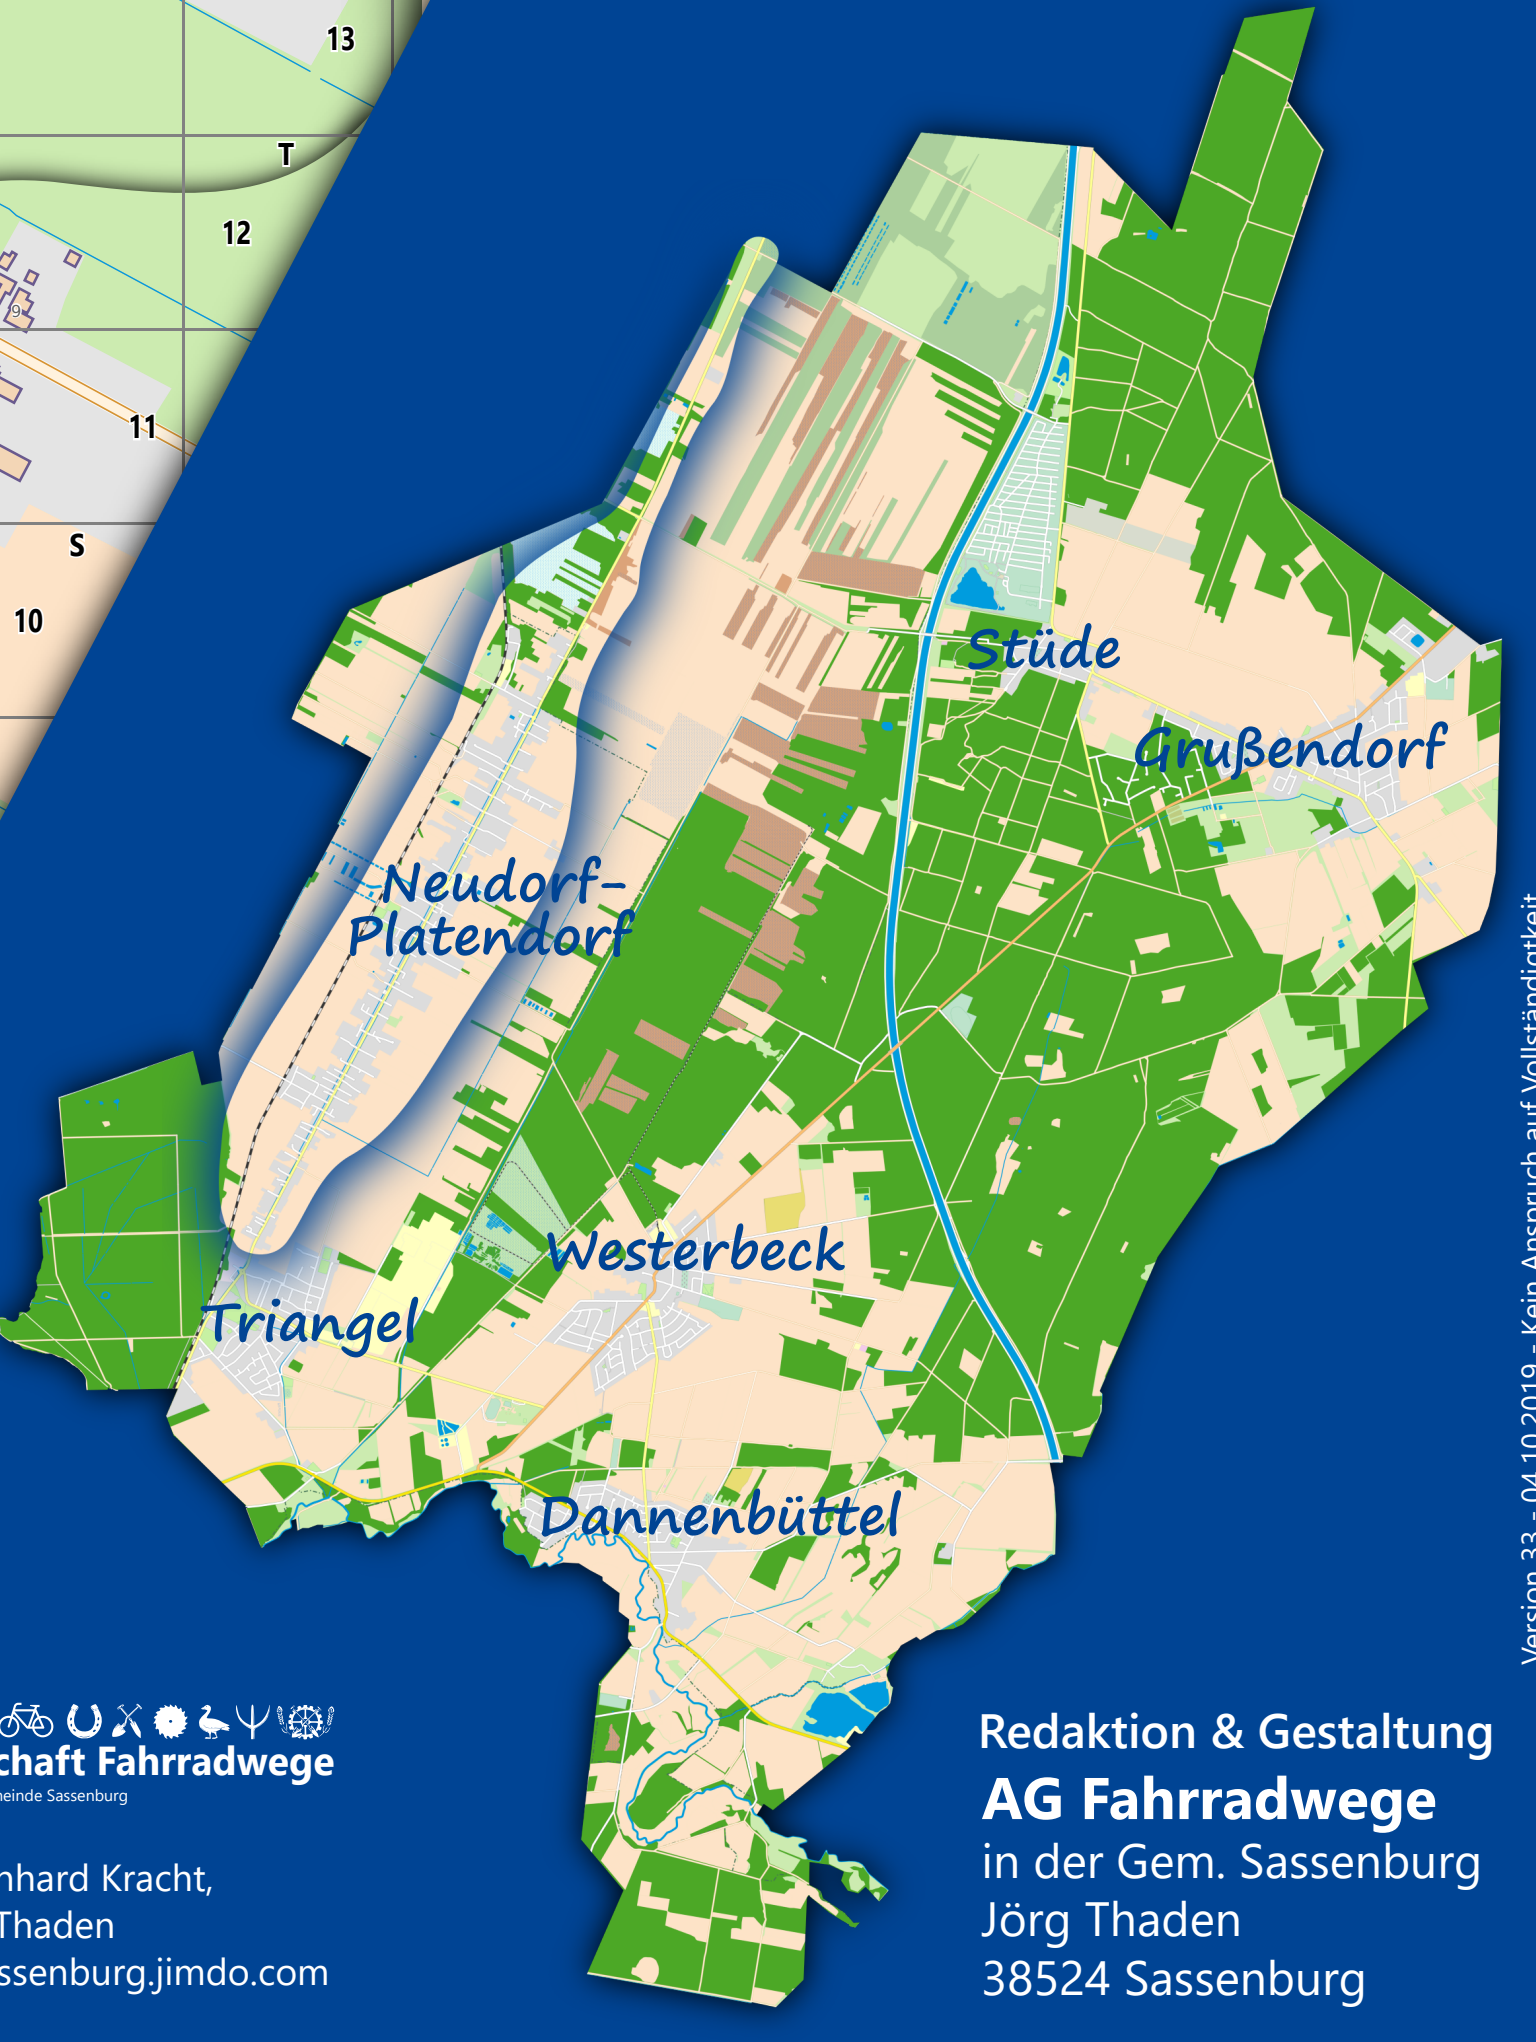 13
T
12
9
11
S
10
Stüde
Grußendorf
Neudorf-
Platendorf
Westerbeck
Triangel
Dannenbüttel
Version 33 - 04.10.2019 - Kein Anspruch auf Vollständigkeit
chaft Fahrradwege
einde Sassenburg
nhard Kracht,
Thaden
ssenburg.jimdo.com
Redaktion & Gestaltung
AG Fahrradwege
in der Gem. Sassenburg
Jörg Thaden
38524 Sassenburg